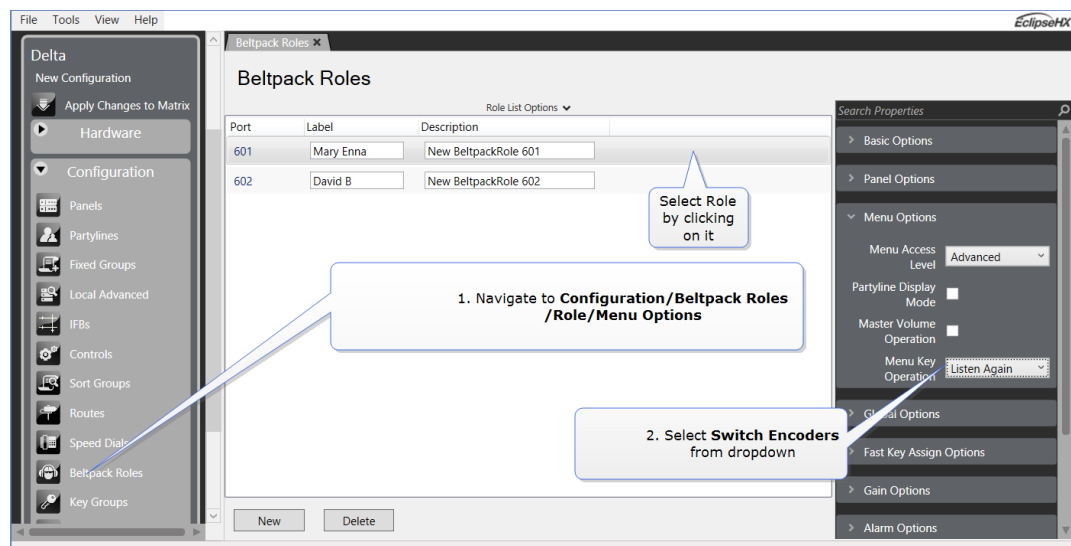 File Tools View Help
EclipseHX
Delta
New Configuration
Apply Changes to Matrix
Hardware
Configuration
Panels
Partylines
Fixed Groups
Local Advanced
IFBs
Controls
Sort Groups
Routes
Speed Dials
Beltpack Roles
Key Groups
Beltpack Roles
Beltpack Roles
Role List Options
Port Label Description
601 Mary Enna New BeltpackRole 601
602 David B New BeltpackRole 602
Select Role
by clicking
on it
1. Navigate to Configuration/Beltpack Roles
/Role/Menu Options
2. Select Switch Encoders
from dropdown
New Delete
Search Properties
Basic Options
Panel Options
Menu Options
Menu Access
Level
Advanced
Partyline Display
Mode
Master Volume
Operation
Menu Key
Operation
Listen Again
Global Options
Fast Key Assign Options
Gain Options
Alarm Options